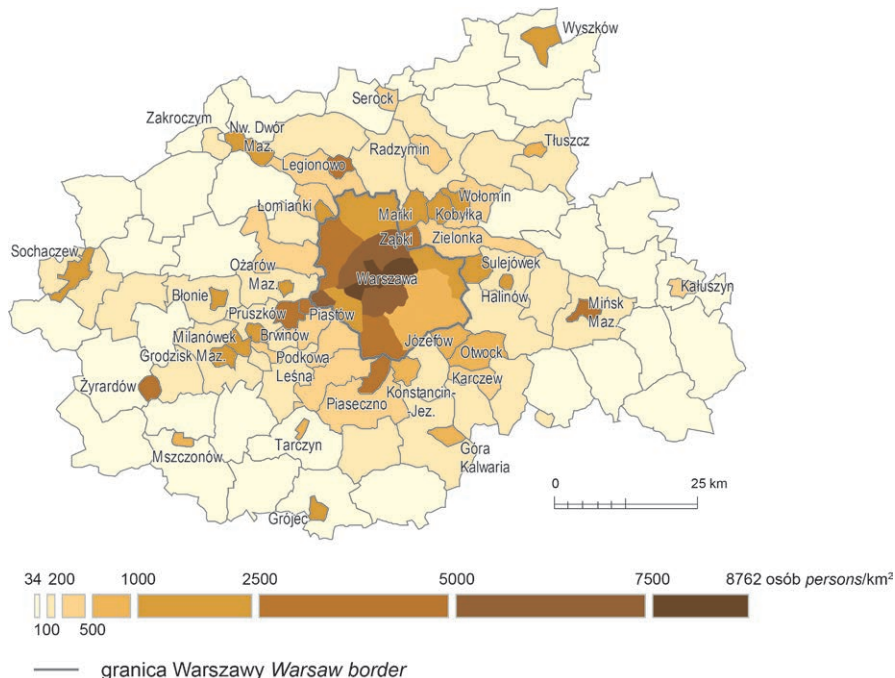 Wyszków
Serock
Zakroczym
Nw. Dwór
Maz.
Tłuszcz
Radzymin
Legionowo
Wołomin
Łomianki
Marki
Kobyłka
Ząbki
Zielonka
Sochaczew
Ożarów
Maz.
Warszawa
Sulejówek
Halinów
Kałuszyn
Błonie
Mińsk
Maz.
Pruszków
Piastów
Milanówek
Brwinów
Józefów
Grodzisk Maz.
Otwock
Podkowa
Leśna
Żyrardów
Karczew
Konstancin-
-Jez.
Piaseczno
Tarczyn
Mszczonów
Góra
Kalwaria
Grójec
0 25 km
34 200 1000 2500 5000 7500 8762 osób persons/km²
100 500
granica Warszawy Warsaw border